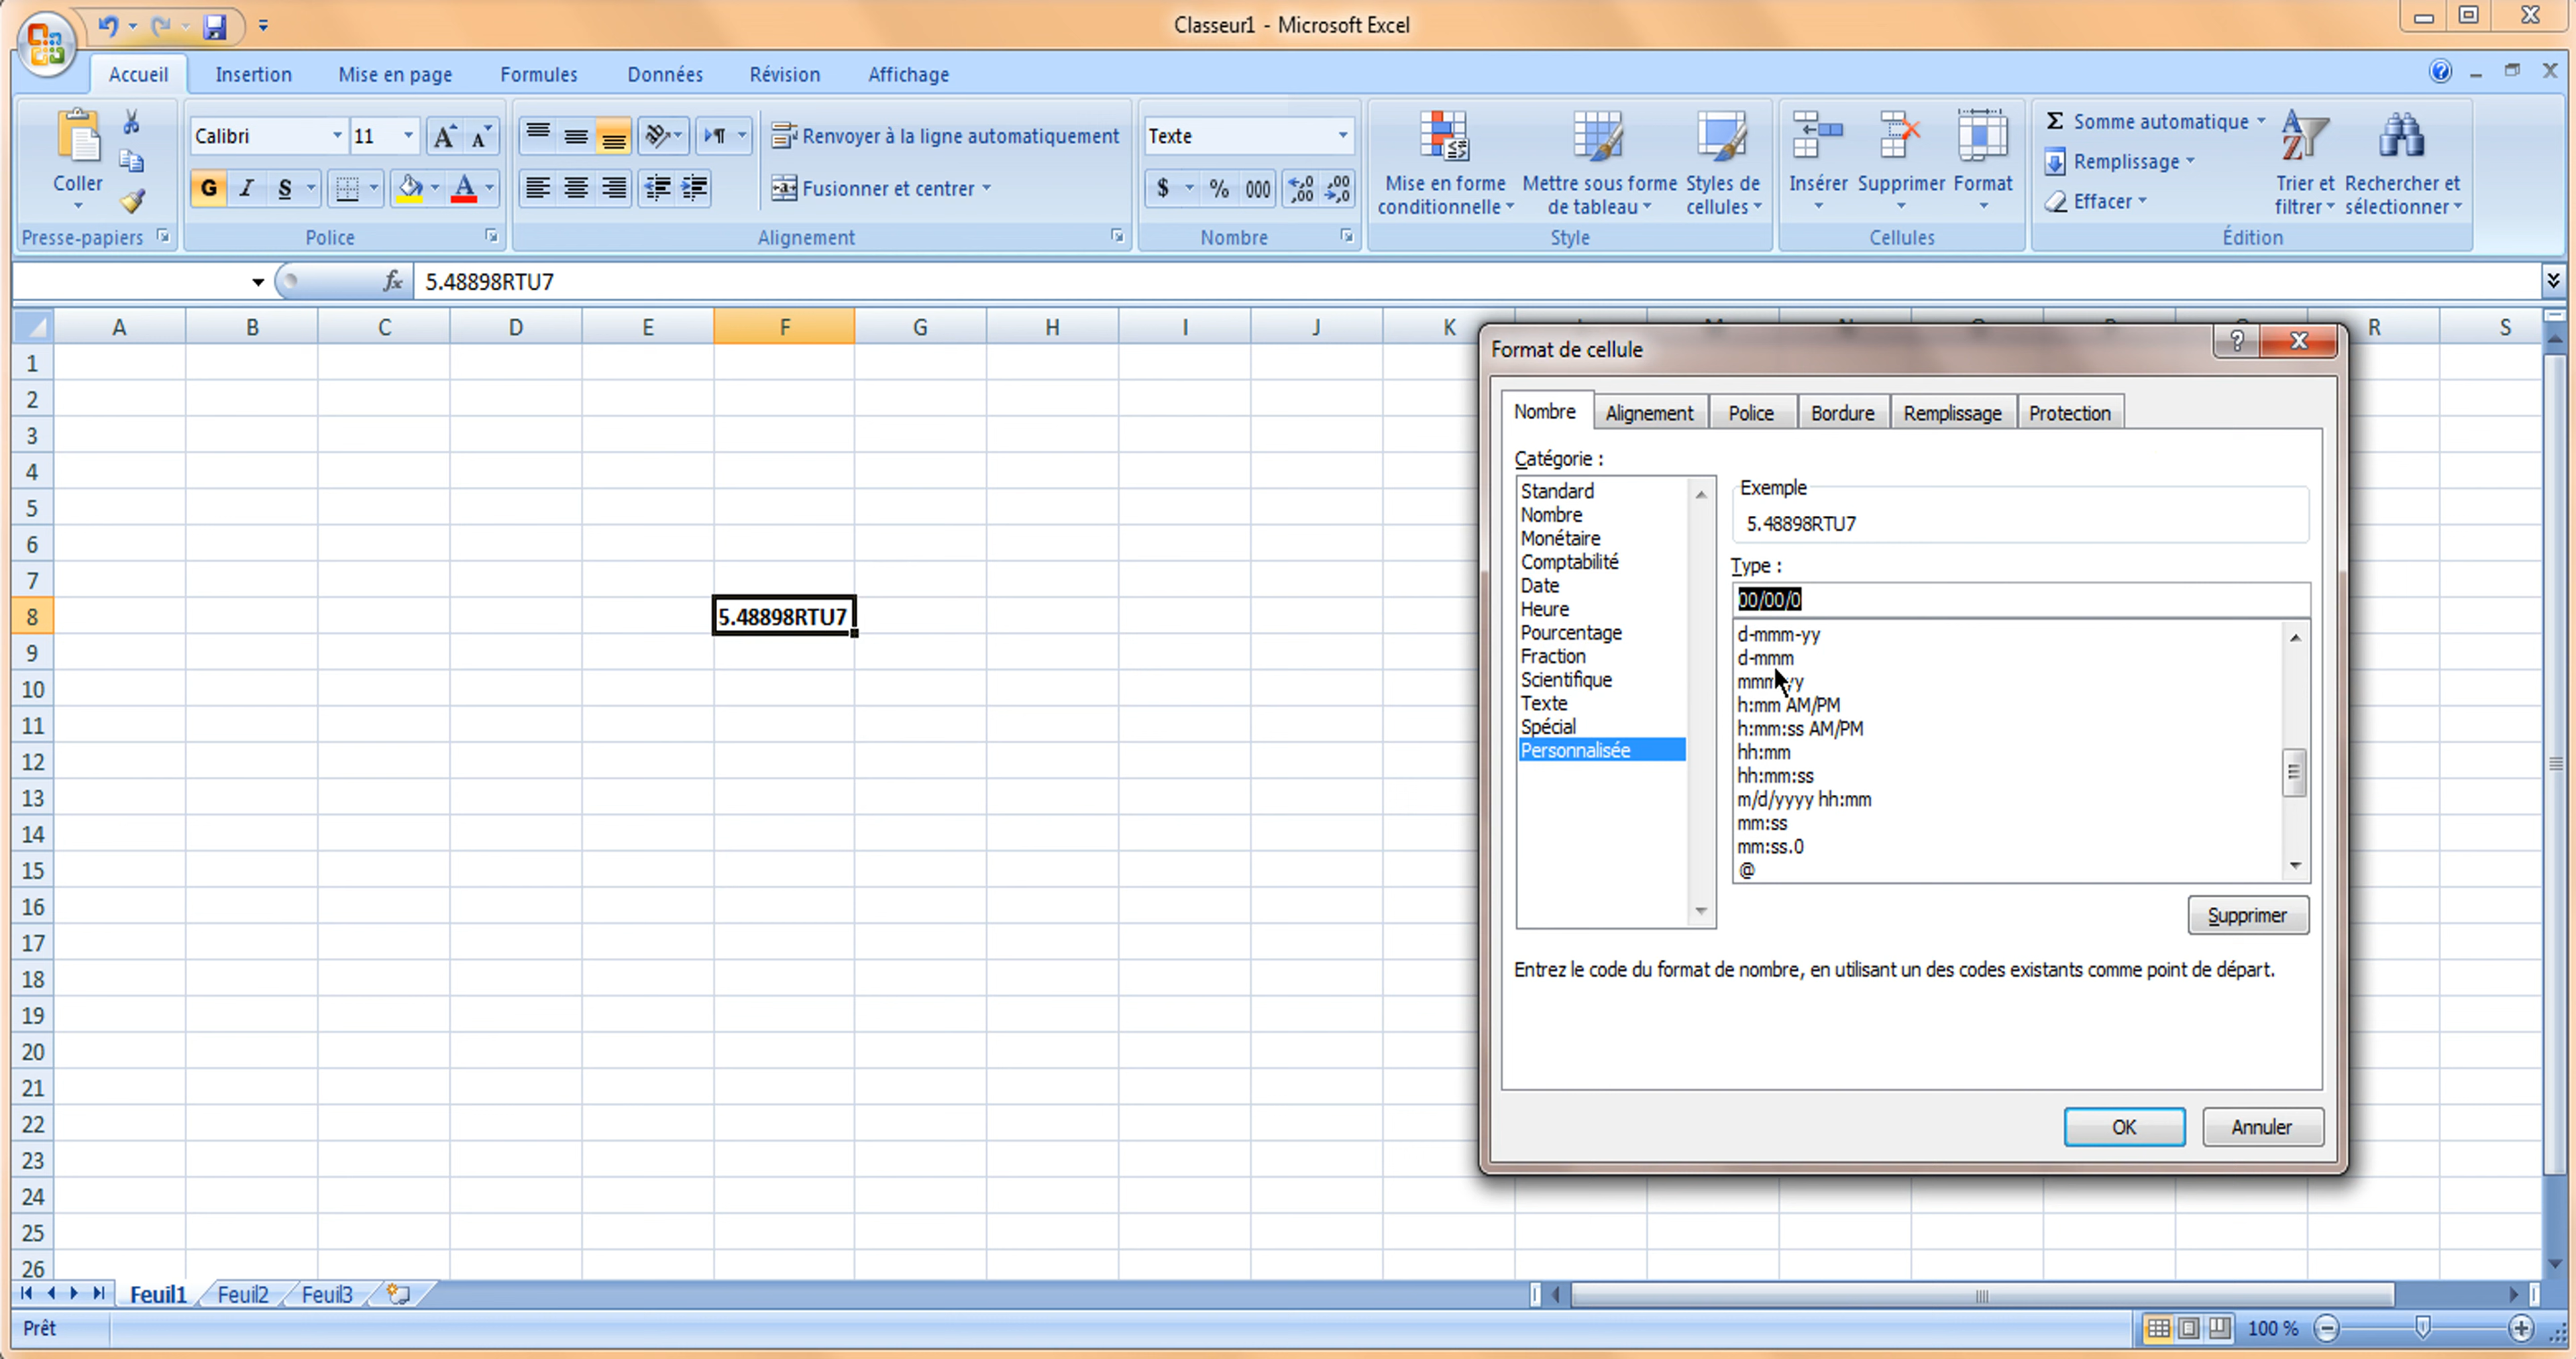 Classeur1 - Microsoft Excel
Accueil Insertion Mise en page Formules Données Révision Affichage
Coller
Presse-papiers
Calibri 11
G I S
Police
Renvoyer à la ligne automatiquement
Fusionner et centrer
Alignement
Texte
$ % 000
Nombre
Mise en forme conditionnelle
Mettre sous forme de tableau
Styles de cellules
Style
Insérer Supprimer Format
Cellules
Σ Somme automatique
Remplissage
Effacer
Trier et filtrer
Rechercher et sélectionner
Édition
fx 5.48898RTU7
A B C D E F G H I J K R S
1
2
3
4
5
6
7
8 5.48898RTU7
9
10
11
12
13
14
15
16
17
18
19
20
21
22
23
24
25
26
Format de cellule
Nombre Alignement Police Bordure Remplissage Protection
Catégorie :
Standard
Nombre
Monétaire
Comptabilité
Date
Heure
Pourcentage
Fraction
Scientifique
Texte
Spécial
Personnalisée
Exemple
5.48898RTU7
Type :
00/00/0
d-mmm-yy
d-mmm
h:mm AM/PM
h:mm:ss AM/PM
hh:mm
hh:mm:ss
m/d/yyyy hh:mm
mm:ss
mm:ss.0
@
Supprimer
Entrez le code du format de nombre, en utilisant un des codes existants comme point de départ.
OK Annuler
Feuil1 Feuil2 Feuil3
Prêt
100 %